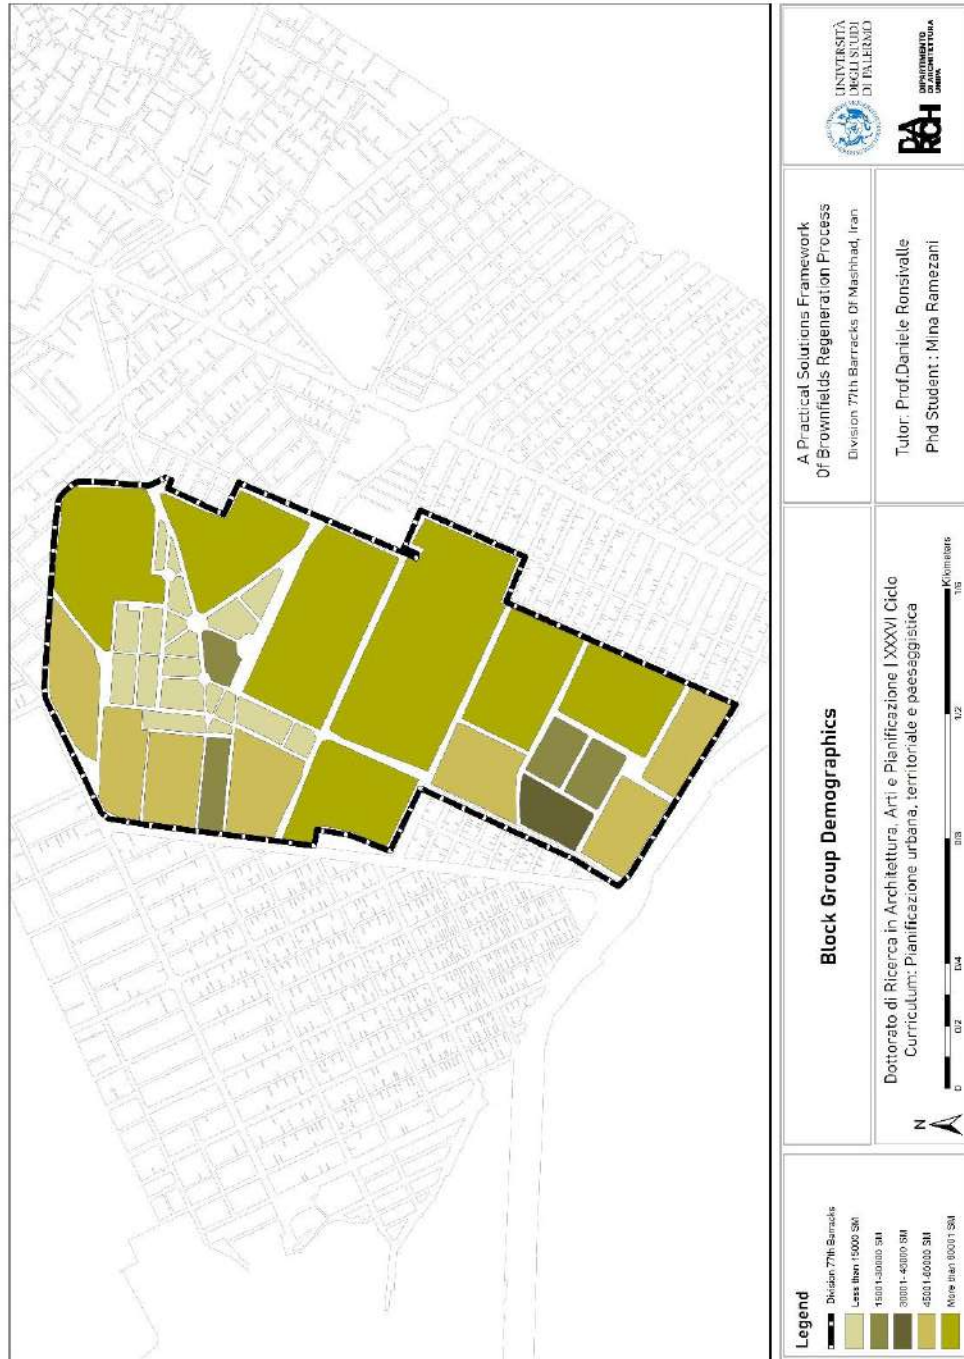 Legend
Division 77th Barracks
Less than 15000 SM
15001-30000 SM
30001-45000 SM
45001-60000 SM
More than 60001 SM
Block Group Demographics
Dottorato di Ricerca in Architettura, Arti e Pianificazione | XXXVI Ciclo
Curriculum: Pianificazione urbana, territoriale e paesaggistica
N
0 0/2 0/4 0/8 1/2 1/6
Kilometers
A Practical Solutions Framework
Of Brownfields Regeneration Process
Division 77th Barracks Of Mashhad, Iran
Tutor: Prof.Daniele Ronsivalle
Phd Student : Mina Ramezani
UNIVERSITÀ
DEGLI STUDI
DI PALERMO
DARCH
DIPARTIMENTO
DI ARCHITETTURA
UNIPA